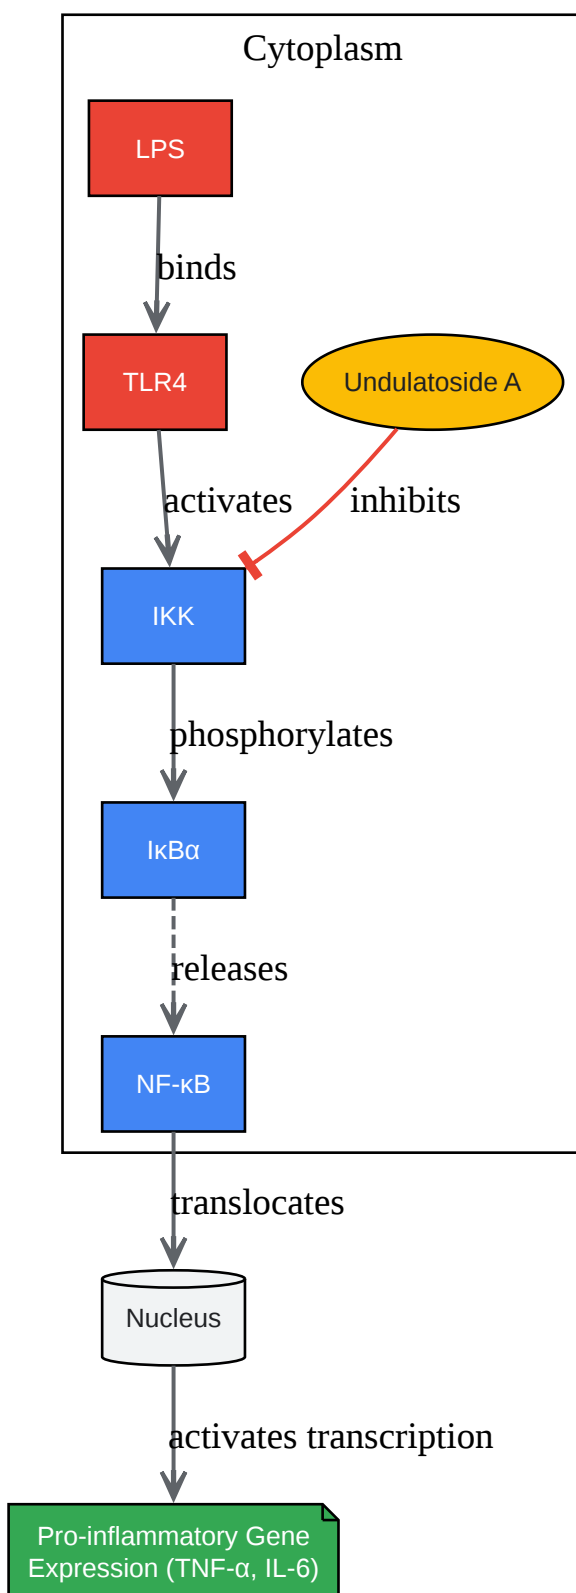 Cytoplasm
LPS
binds
TLR4
Undulatoside A
activates
inhibits
IKK
phosphorylates
IκBα
releases
NF-κB
translocates
Nucleus
activates transcription
Pro-inflammatory Gene
Expression (TNF-α, IL-6)